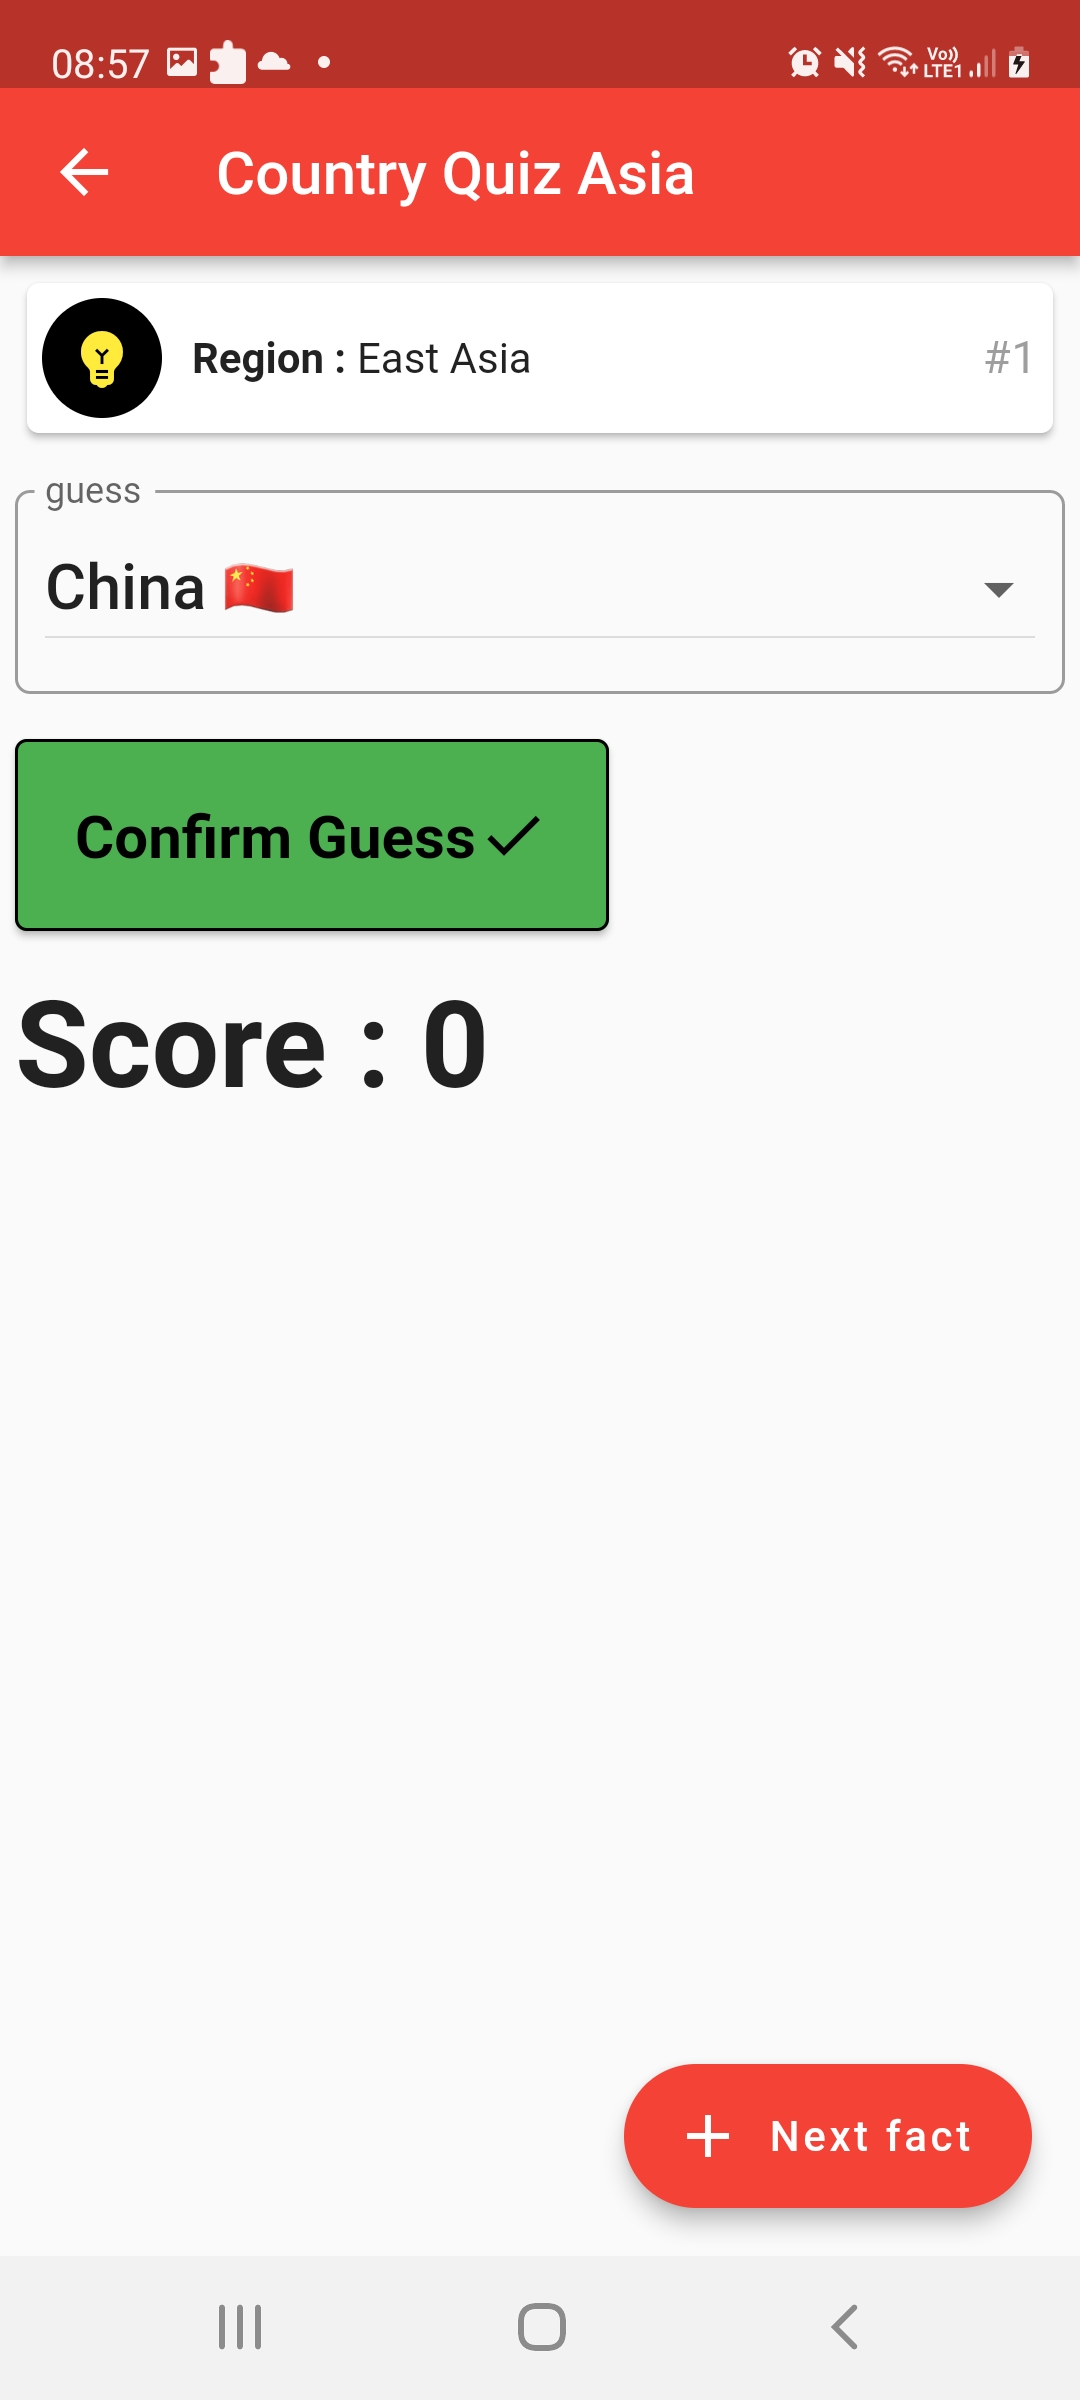 08:57 Vo)) LTE1
Country Quiz Asia
Region : East Asia #1
guess
China 🇨🇳
Confirm Guess
Score : 0
Next fact